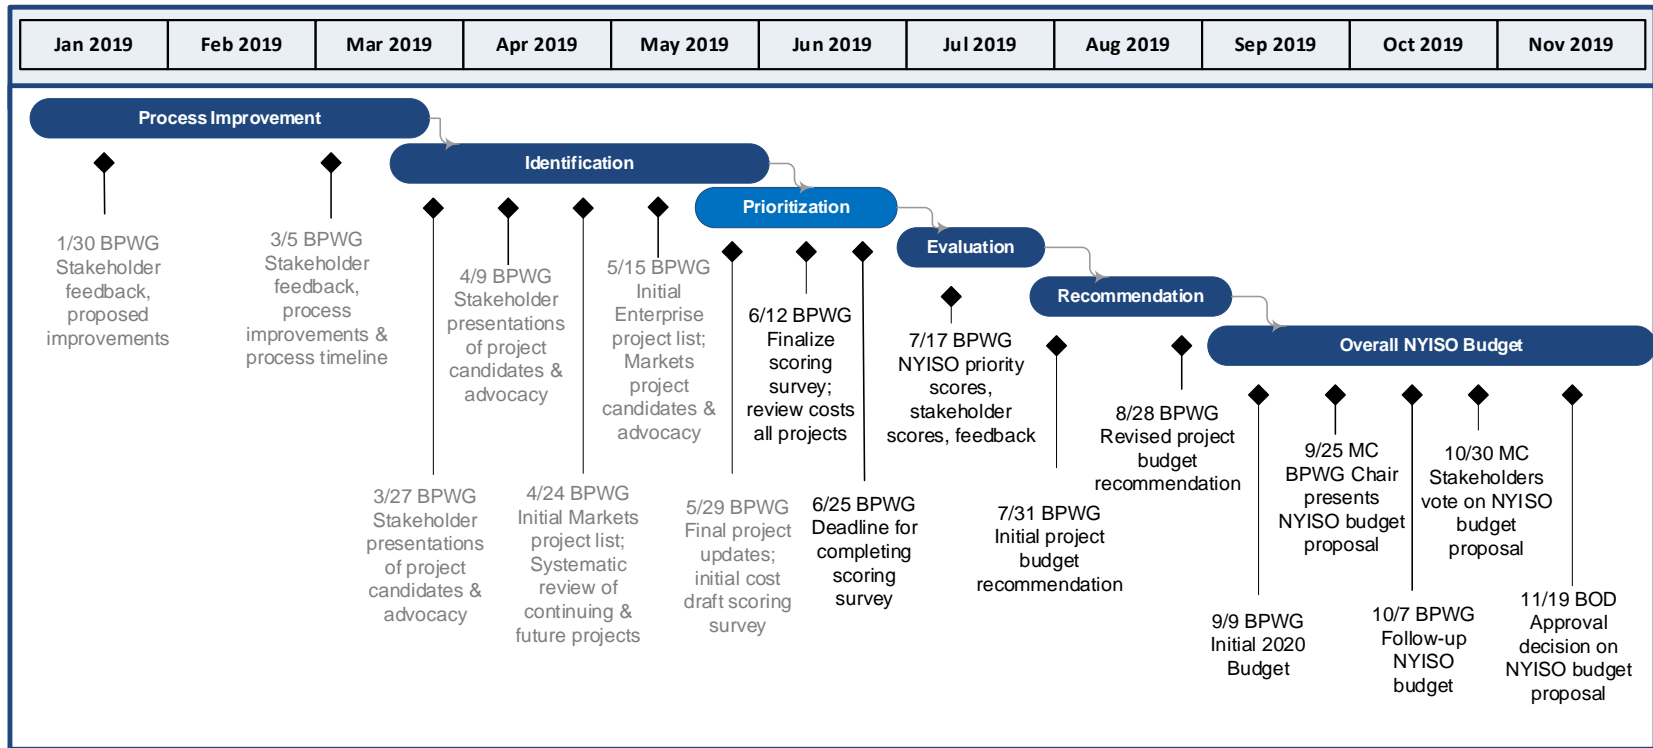 Jan 2019
Feb 2019
Mar 2019
Apr 2019
May 2019
Jun 2019
Jul 2019
Aug 2019
Sep 2019
Oct 2019
Nov 2019
Process Improvement
Identification
Prioritization
Evaluation
Recommendation
Overall NYISO Budget
1/30 BPWG
Stakeholder
feedback,
proposed
improvements
3/5 BPWG
Stakeholder
feedback,
process
improvements &
process timeline
3/27 BPWG
Stakeholder
presentations
of project
candidates &
advocacy
4/9 BPWG
Stakeholder
presentations
of project
candidates &
advocacy
4/24 BPWG
Initial Markets
project list;
Systematic
review of
continuing &
future projects
5/15 BPWG
Initial
Enterprise
project list;
Markets
project
candidates &
advocacy
5/29 BPWG
Final project
updates;
initial cost
draft scoring
survey
6/12 BPWG
Finalize
scoring
survey;
review costs
all projects
6/25 BPWG
Deadline for
completing
scoring
survey
7/17 BPWG
NYISO priority
scores,
stakeholder
scores, feedback
7/31 BPWG
Initial project
budget
recommendation
8/28 BPWG
Revised project
budget
recommendation
9/9 BPWG
Initial 2020
Budget
9/25 MC
BPWG Chair
presents
NYISO budget
proposal
10/7 BPWG
Follow-up
NYISO
budget
10/30 MC
Stakeholders
vote on NYISO
budget
proposal
11/19 BOD
Approval
decision on
NYISO budget
proposal